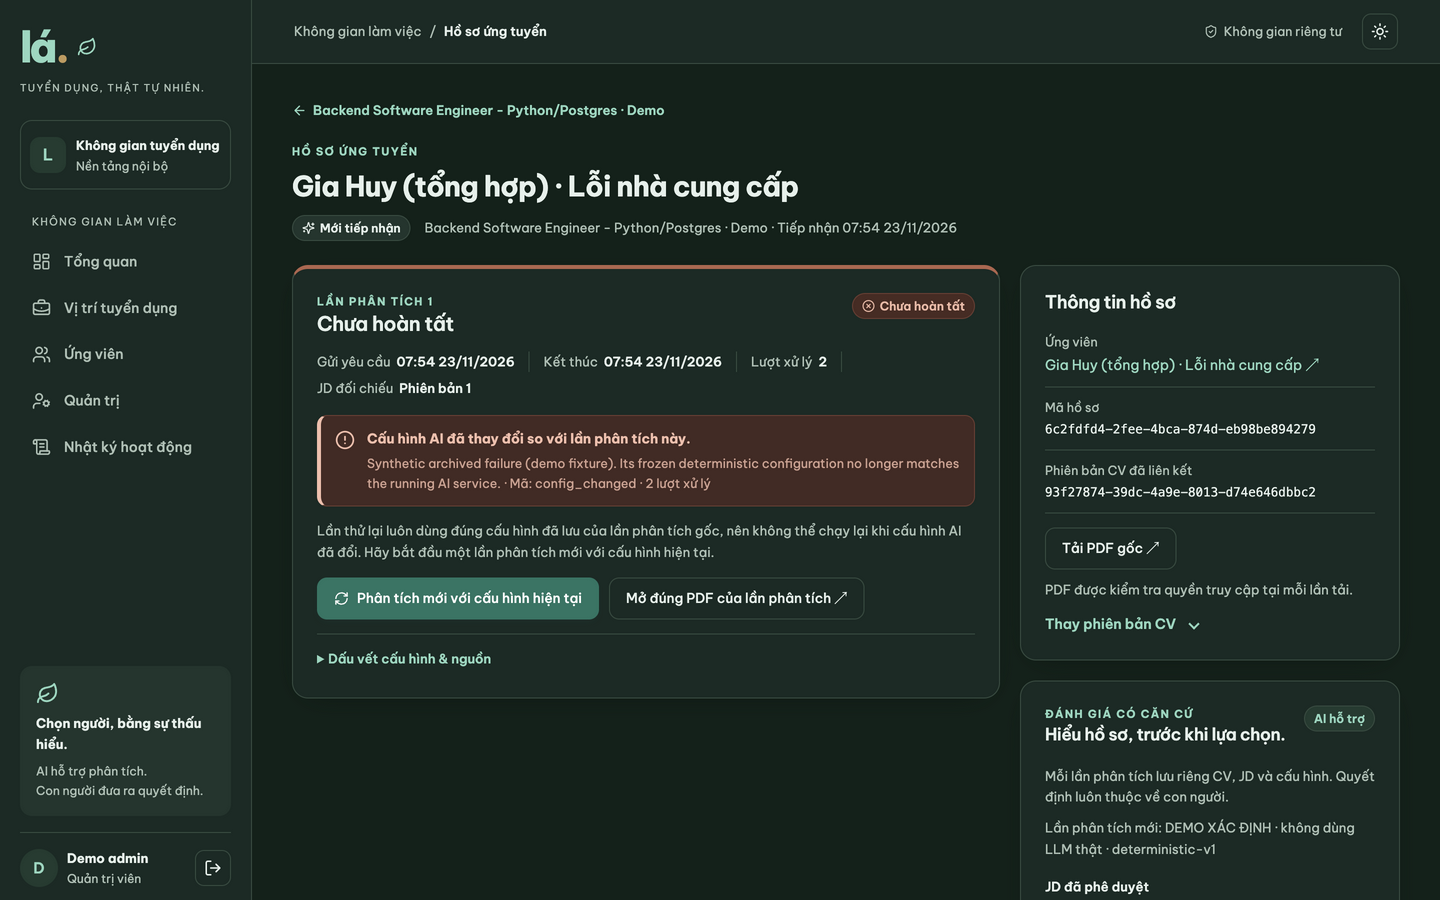 lá.
TUYỂN DỤNG, THẬT TỰ NHIÊN.
L
Không gian tuyển dụng
Nền tảng nội bộ
KHÔNG GIAN LÀM VIỆC
Tổng quan
Vị trí tuyển dụng
Ứng viên
Quản trị
Nhật ký hoạt động
Chọn người, bằng sự thấu
hiểu.
AI hỗ trợ phân tích.
Con người đưa ra quyết định.
D
Demo admin
Quản trị viên
Không gian làm việc / Hồ sơ ứng tuyển
Không gian riêng tư
← Backend Software Engineer - Python/Postgres · Demo
HỒ SƠ ỨNG TUYỂN
Gia Huy (tổng hợp) · Lỗi nhà cung cấp
Mới tiếp nhận
Backend Software Engineer - Python/Postgres · Demo · Tiếp nhận 07:54 23/11/2026
LẦN PHÂN TÍCH 1
Chưa hoàn tất
Chưa hoàn tất
Gửi yêu cầu 07:54 23/11/2026
Kết thúc 07:54 23/11/2026
Lượt xử lý 2
JD đối chiếu Phiên bản 1
Cấu hình AI đã thay đổi so với lần phân tích này.
Synthetic archived failure (demo fixture). Its frozen deterministic configuration no longer matches
the running AI service. · Mã: config_changed · 2 lượt xử lý
Lần thử lại luôn dùng đúng cấu hình đã lưu của lần phân tích gốc, nên không thể chạy lại khi cấu hình AI
đã đổi. Hãy bắt đầu một lần phân tích mới với cấu hình hiện tại.
Phân tích mới với cấu hình hiện tại
Mở đúng PDF của lần phân tích ↗
Dấu vết cấu hình & nguồn
Thông tin hồ sơ
Ứng viên
Gia Huy (tổng hợp) · Lỗi nhà cung cấp ↗
Mã hồ sơ
6c2fdfd4-2fee-4bca-874d-eb98be894279
Phiên bản CV đã liên kết
93f27874-39dc-4a9e-8013-d74e646dbbc2
Tải PDF gốc ↗
PDF được kiểm tra quyền truy cập tại mỗi lần tải.
Thay phiên bản CV
ĐÁNH GIÁ CÓ CĂN CỨ
Hiểu hồ sơ, trước khi lựa chọn.
AI hỗ trợ
Mỗi lần phân tích lưu riêng CV, JD và cấu hình. Quyết
định luôn thuộc về con người.
Lần phân tích mới: DEMO XÁC ĐỊNH · không dùng
LLM thật · deterministic-v1
JD đã phê duyệt